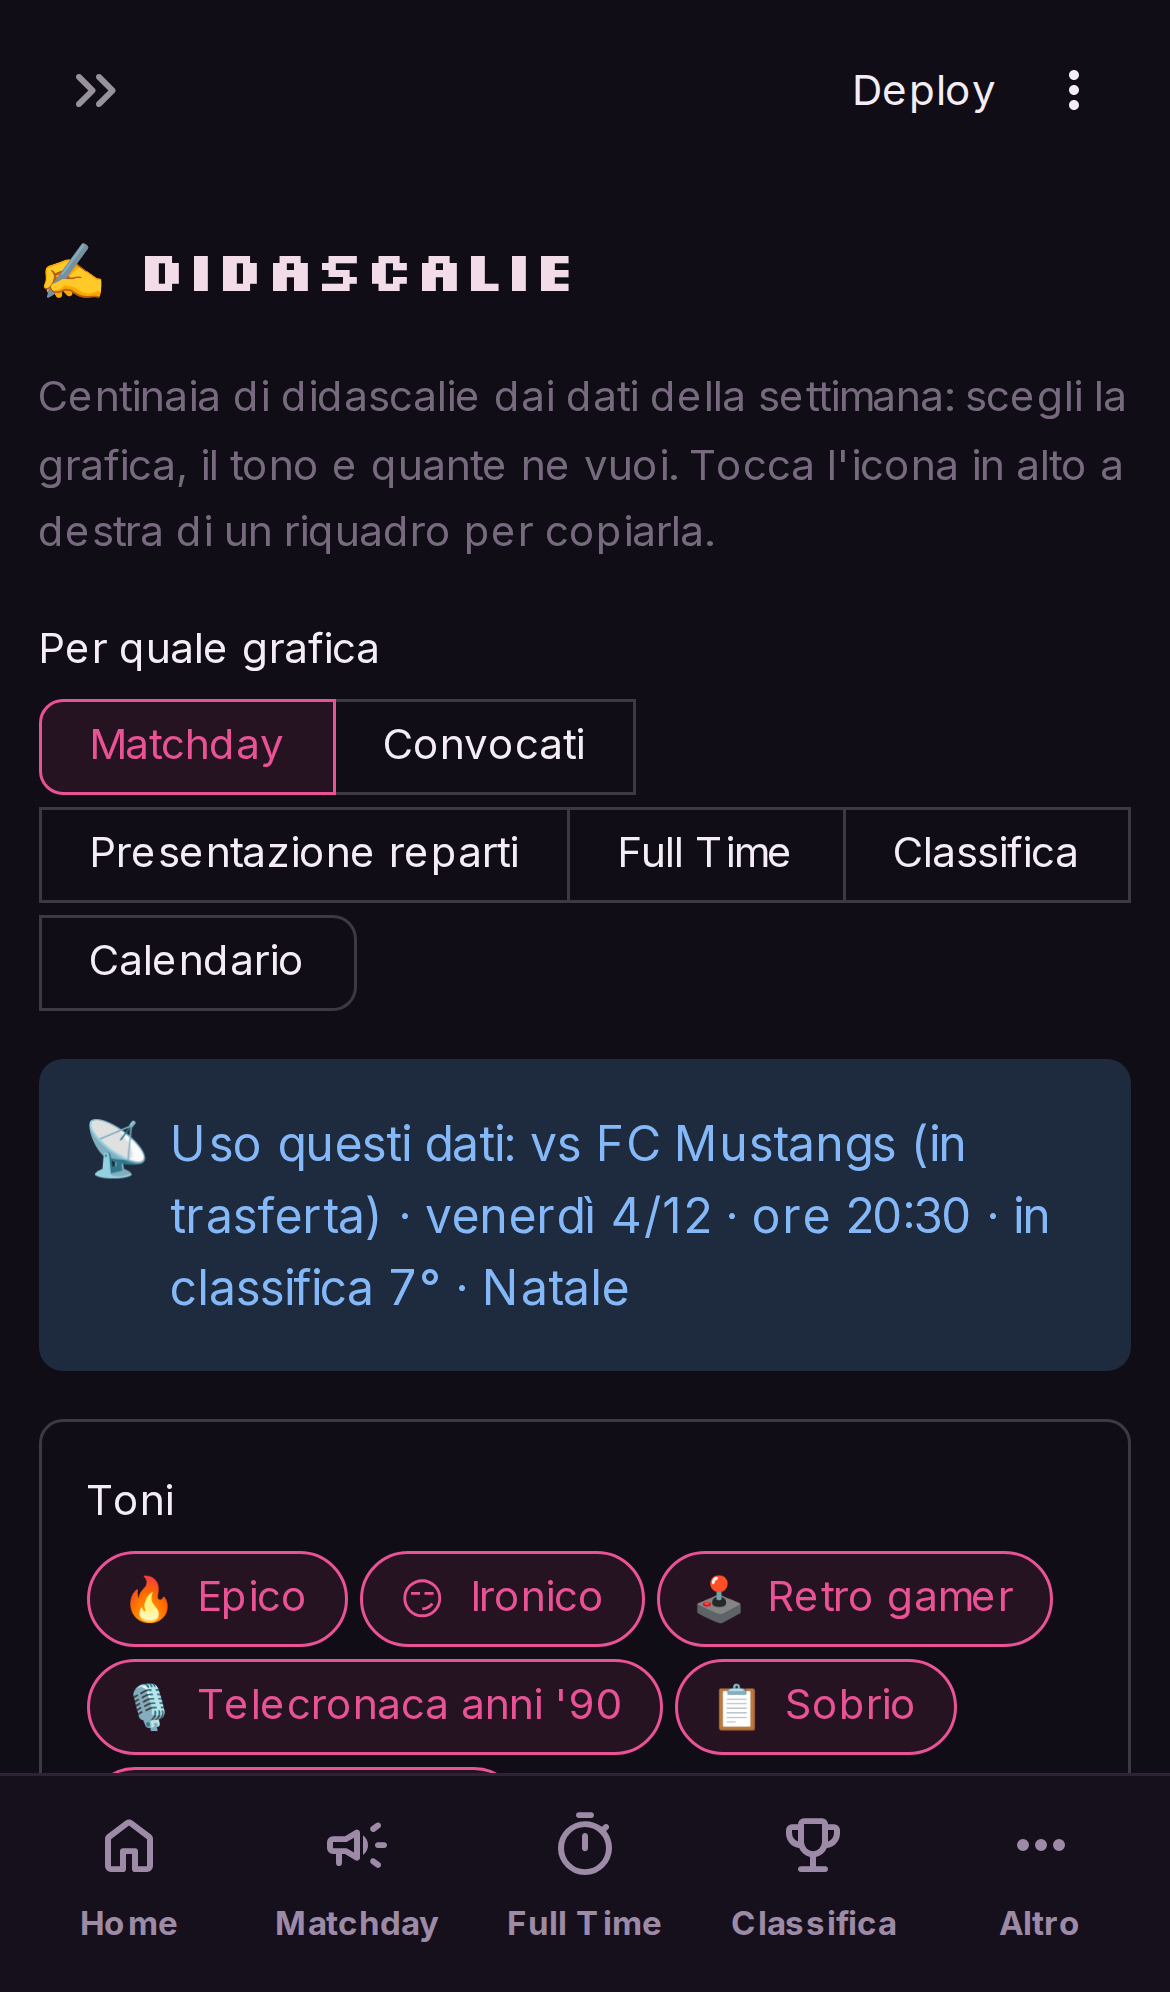 Deploy
✍️ DIDASCALIE
Centinaia di didascalie dai dati della settimana: scegli la
grafica, il tono e quante ne vuoi. Tocca l'icona in alto a
destra di un riquadro per copiarla.
Per quale grafica
Matchday Convocati
Presentazione reparti Full Time Classifica
Calendario
📡 Uso questi dati: vs FC Mustangs (in
trasferta) · venerdì 4/12 · ore 20:30 · in
classifica 7° · Natale
Toni
🔥 Epico 😏 Ironico 🕹️ Retro gamer
🎙️ Telecronaca anni '90 📋 Sobrio
Home Matchday Full Time Classifica Altro